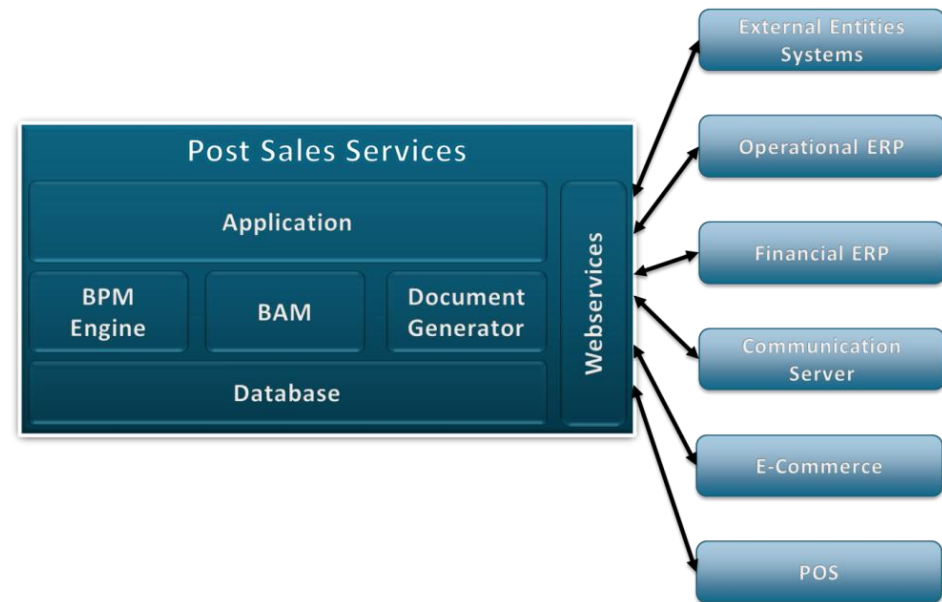 Post Sales Services
Application
BPM
Engine
BAM
Document
Generator
Database
Webservices
External Entities
Systems
Operational ERP
Financial ERP
Communication
Server
E-Commerce
POS